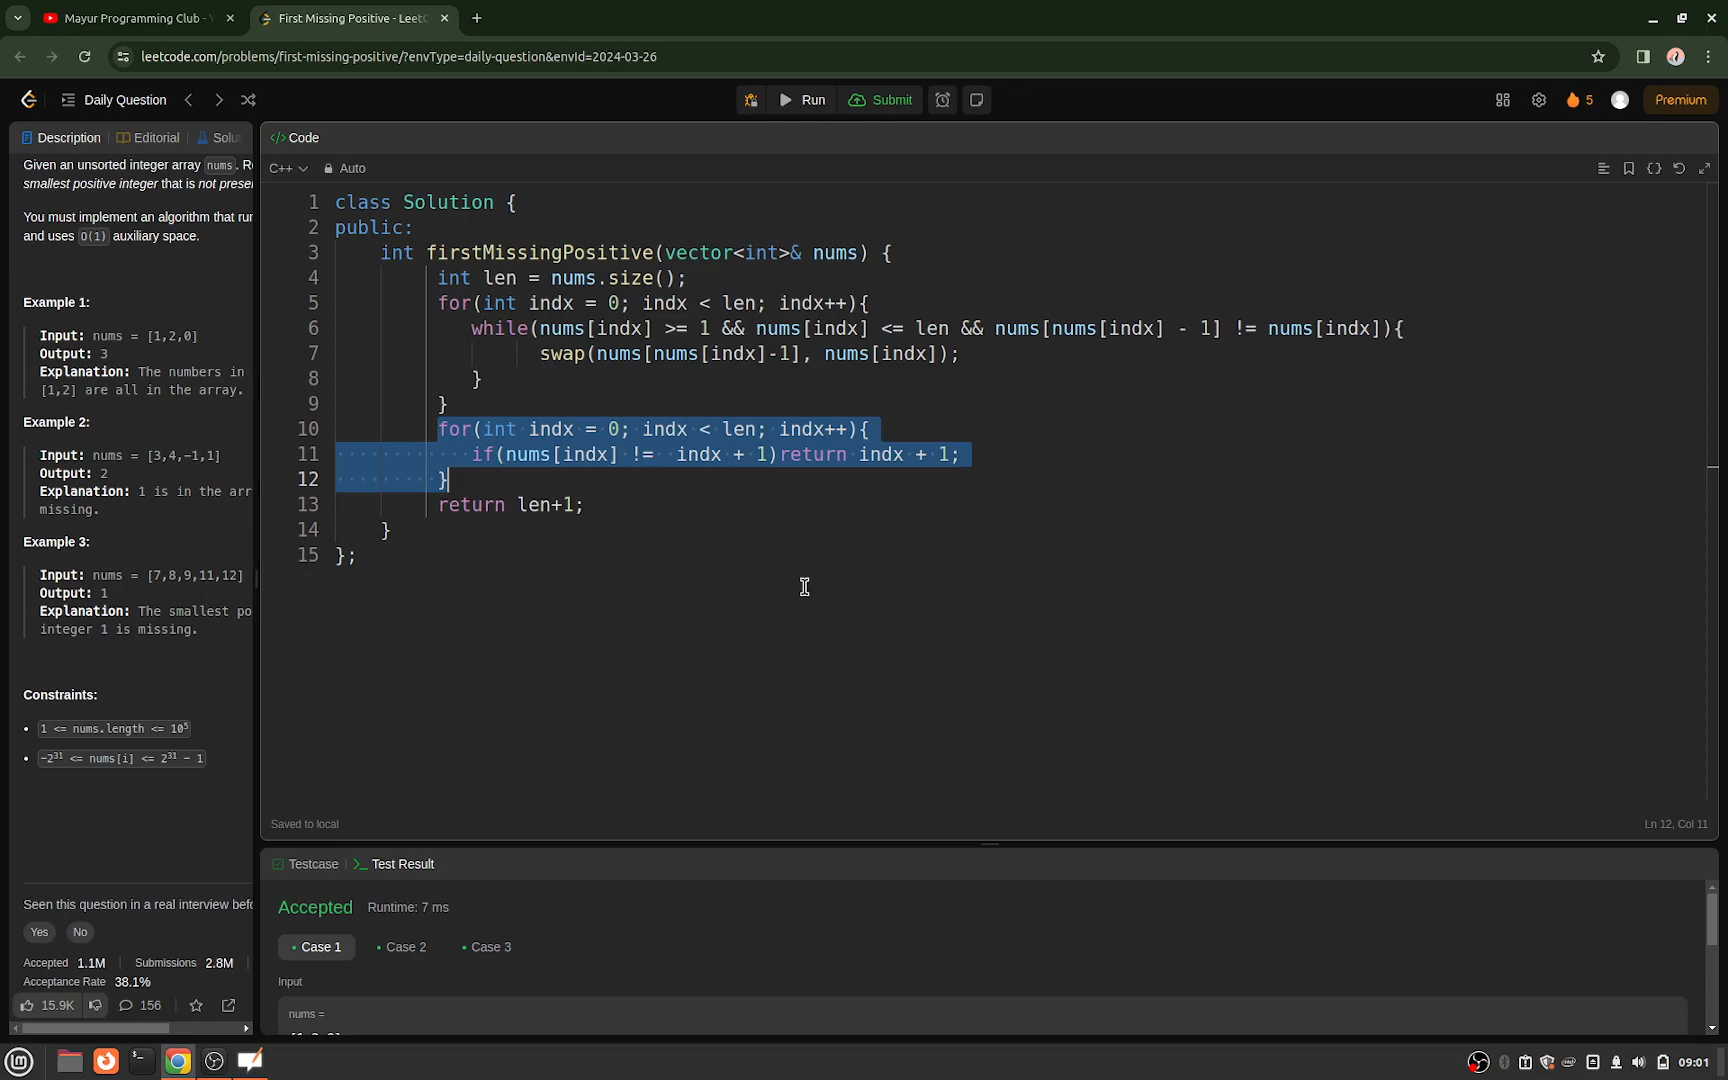 Mayur Programming Club - Y
First Missing Positive - LeetC
leetcode.com/problems/first-missing-positive/?envType=daily-question&envId=2024-03-26
Daily Question
Run
Submit
5
Premium
Description
Editorial
Solu
Given an unsorted integer array nums. Re
smallest positive integer that is not prese
You must implement an algorithm that rur
and uses O(1) auxiliary space.
Example 1:
Input: nums = [1,2,0]
Output: 3
Explanation: The numbers in
[1,2] are all in the array.
Example 2:
Input: nums = [3,4,-1,1]
Output: 2
Explanation: 1 is in the arr
missing.
Example 3:
Input: nums = [7,8,9,11,12]
Output: 1
Explanation: The smallest po
integer 1 is missing.
Constraints:
• 1 <= nums.length <= 10⁵
• -2³¹ <= nums[i] <= 2³¹ - 1
Seen this question in a real interview befo
Yes No
Accepted 1.1M Submissions 2.8M
Acceptance Rate 38.1%
15.9K 156
</> Code
C++ Auto
1 class Solution {
2 public:
3 int firstMissingPositive(vector<int>& nums) {
4 int len = nums.size();
5 for(int indx = 0; indx < len; indx++){
6 while(nums[indx] >= 1 && nums[indx] <= len && nums[nums[indx] - 1] != nums[indx]){
7 swap(nums[nums[indx]-1], nums[indx]);
8 }
9 }
10 for(int indx = 0; indx < len; indx++){
11 if(nums[indx] != indx + 1)return indx + 1;
12 }
13 return len+1;
14 }
15 };
Saved to local
Ln 12, Col 11
Testcase
Test Result
Accepted Runtime: 7 ms
• Case 1 • Case 2 • Case 3
Input
nums =
09:01